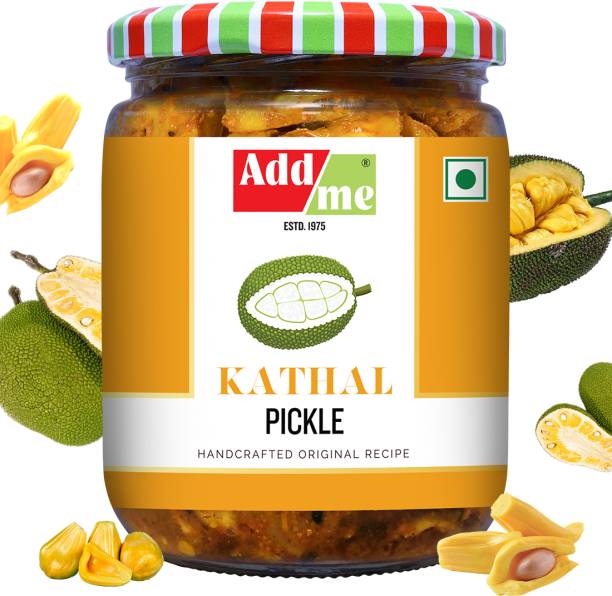 Add
me®
ESTD. 1975
KATHAL
PICKLE
HANDCRAFTED ORIGINAL RECIPE